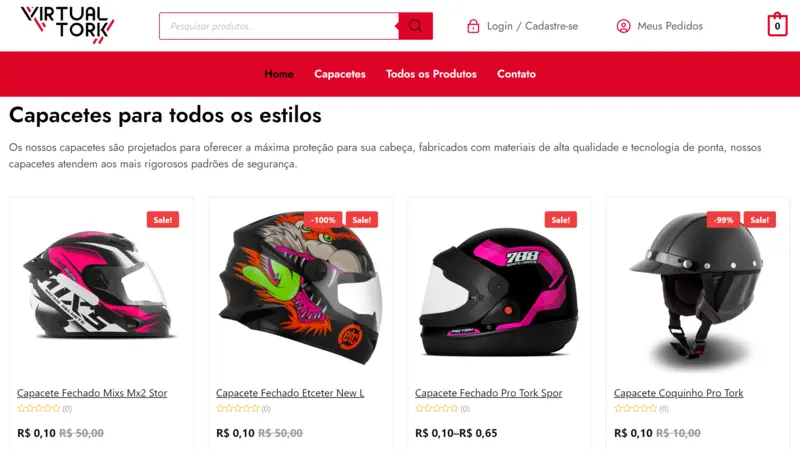 VIRTUAL
TORK
Pesquisar produtos...
Login / Cadastre-se
Meus Pedidos
0
Home
Capacetes
Todos os Produtos
Contato
Capacetes para todos os estilos
Os nossos capacetes são projetados para oferecer a máxima proteção para sua cabeça, fabricados com materiais de alta qualidade e tecnologia de ponta, nossos
capacetes atendem aos mais rigorosos padrões de segurança.
Sale!
-100%
Sale!
Sale!
-99%
Sale!
MIXS
etc
788
PRO TORK
Capacete Fechado Mixs Mx2 Stor
(0)
R$ 0,10 R$ 50,00
Capacete Fechado Etceter New L
(0)
R$ 0,10 R$ 50,00
Capacete Fechado Pro Tork Spor
(0)
R$ 0,10–R$ 0,65
Capacete Coquinho Pro Tork
(0)
R$ 0,10 R$ 10,00